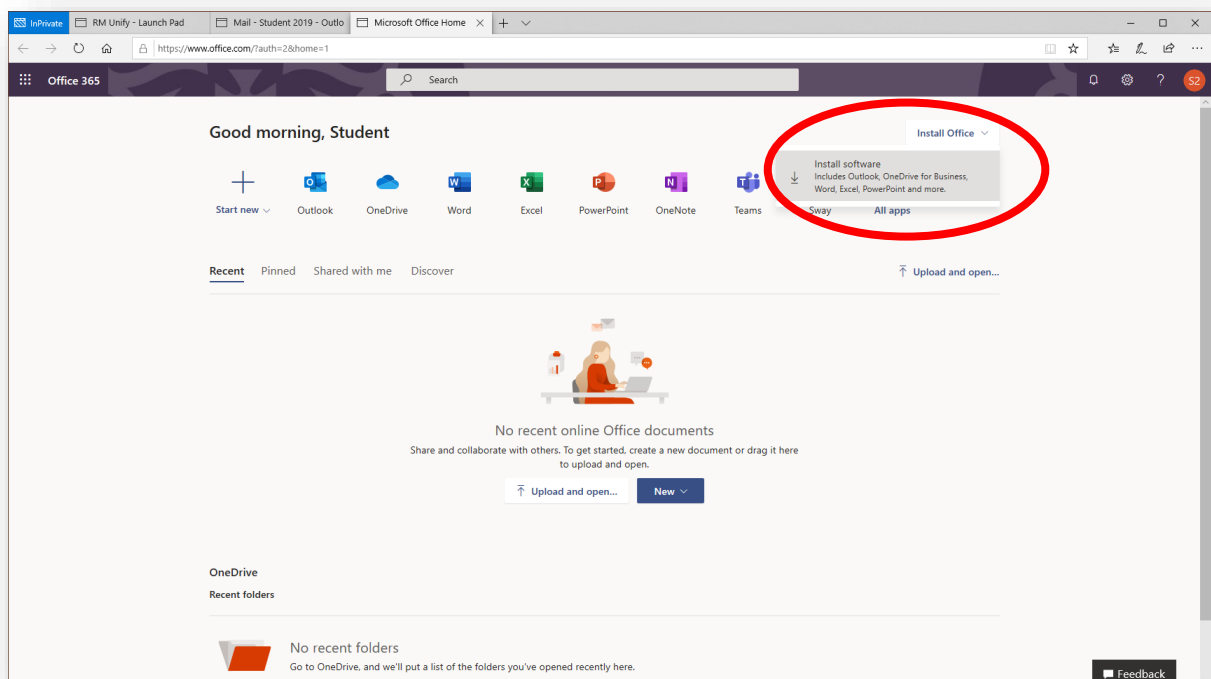 InPrivate
RM Unify - Launch Pad
Mail - Student 2019 - Outlo
Microsoft Office Home
https://www.office.com/?auth=2&home=1
Office 365
Search
?
S2
Good morning, Student
Install Office
Install software
Includes Outlook, OneDrive for Business,
Word, Excel, PowerPoint and more.
Start new
Outlook
OneDrive
Word
Excel
PowerPoint
OneNote
Teams
Sway
All apps
Recent
Pinned
Shared with me
Discover
Upload and open...
No recent online Office documents
Share and collaborate with others. To get started, create a new document or drag it here
to upload and open.
Upload and open...
New
OneDrive
Recent folders
No recent folders
Go to OneDrive, and we'll put a list of the folders you've opened recently here.
Feedback